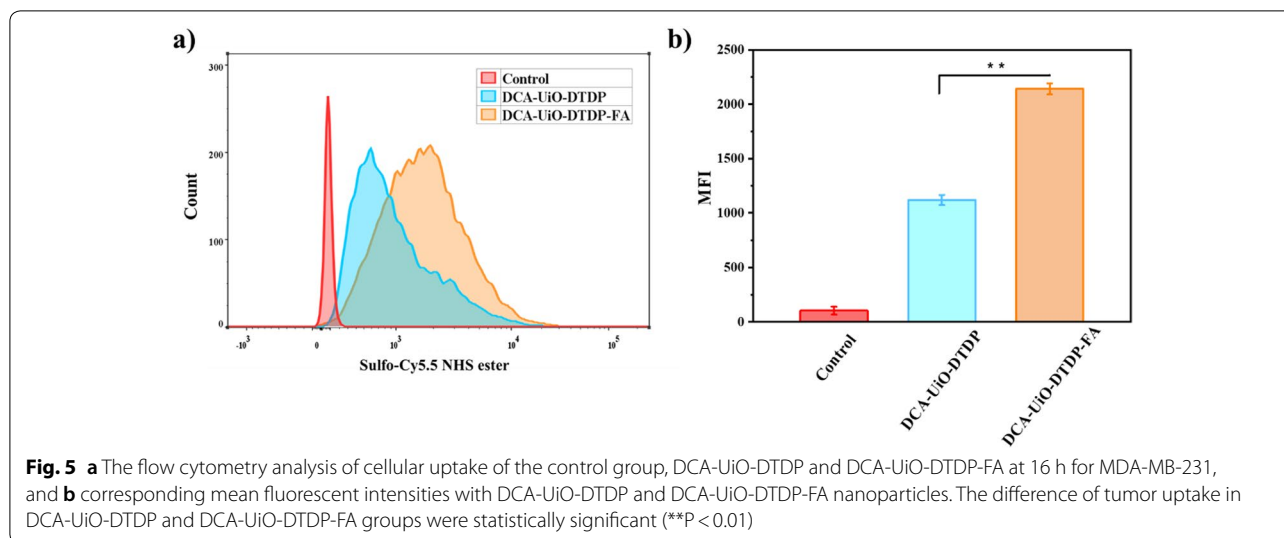 a)
300
200
100
0
Count
-10³
0
10³
10⁴
10⁵
Sulfo-Cy5.5 NHS ester
Control
DCA-UiO-DTDP
DCA-UiO-DTDP-FA
b)
2500
2000
1500
1000
500
0
MFI
**
Control
DCA-UiO-DTDP
DCA-UiO-DTDP-FA
Fig. 5 a The flow cytometry analysis of cellular uptake of the control group, DCA-UiO-DTDP and DCA-UiO-DTDP-FA at 16 h for MDA-MB-231,
and b corresponding mean fluorescent intensities with DCA-UiO-DTDP and DCA-UiO-DTDP-FA nanoparticles. The difference of tumor uptake in
DCA-UiO-DTDP and DCA-UiO-DTDP-FA groups were statistically significant (**P < 0.01)